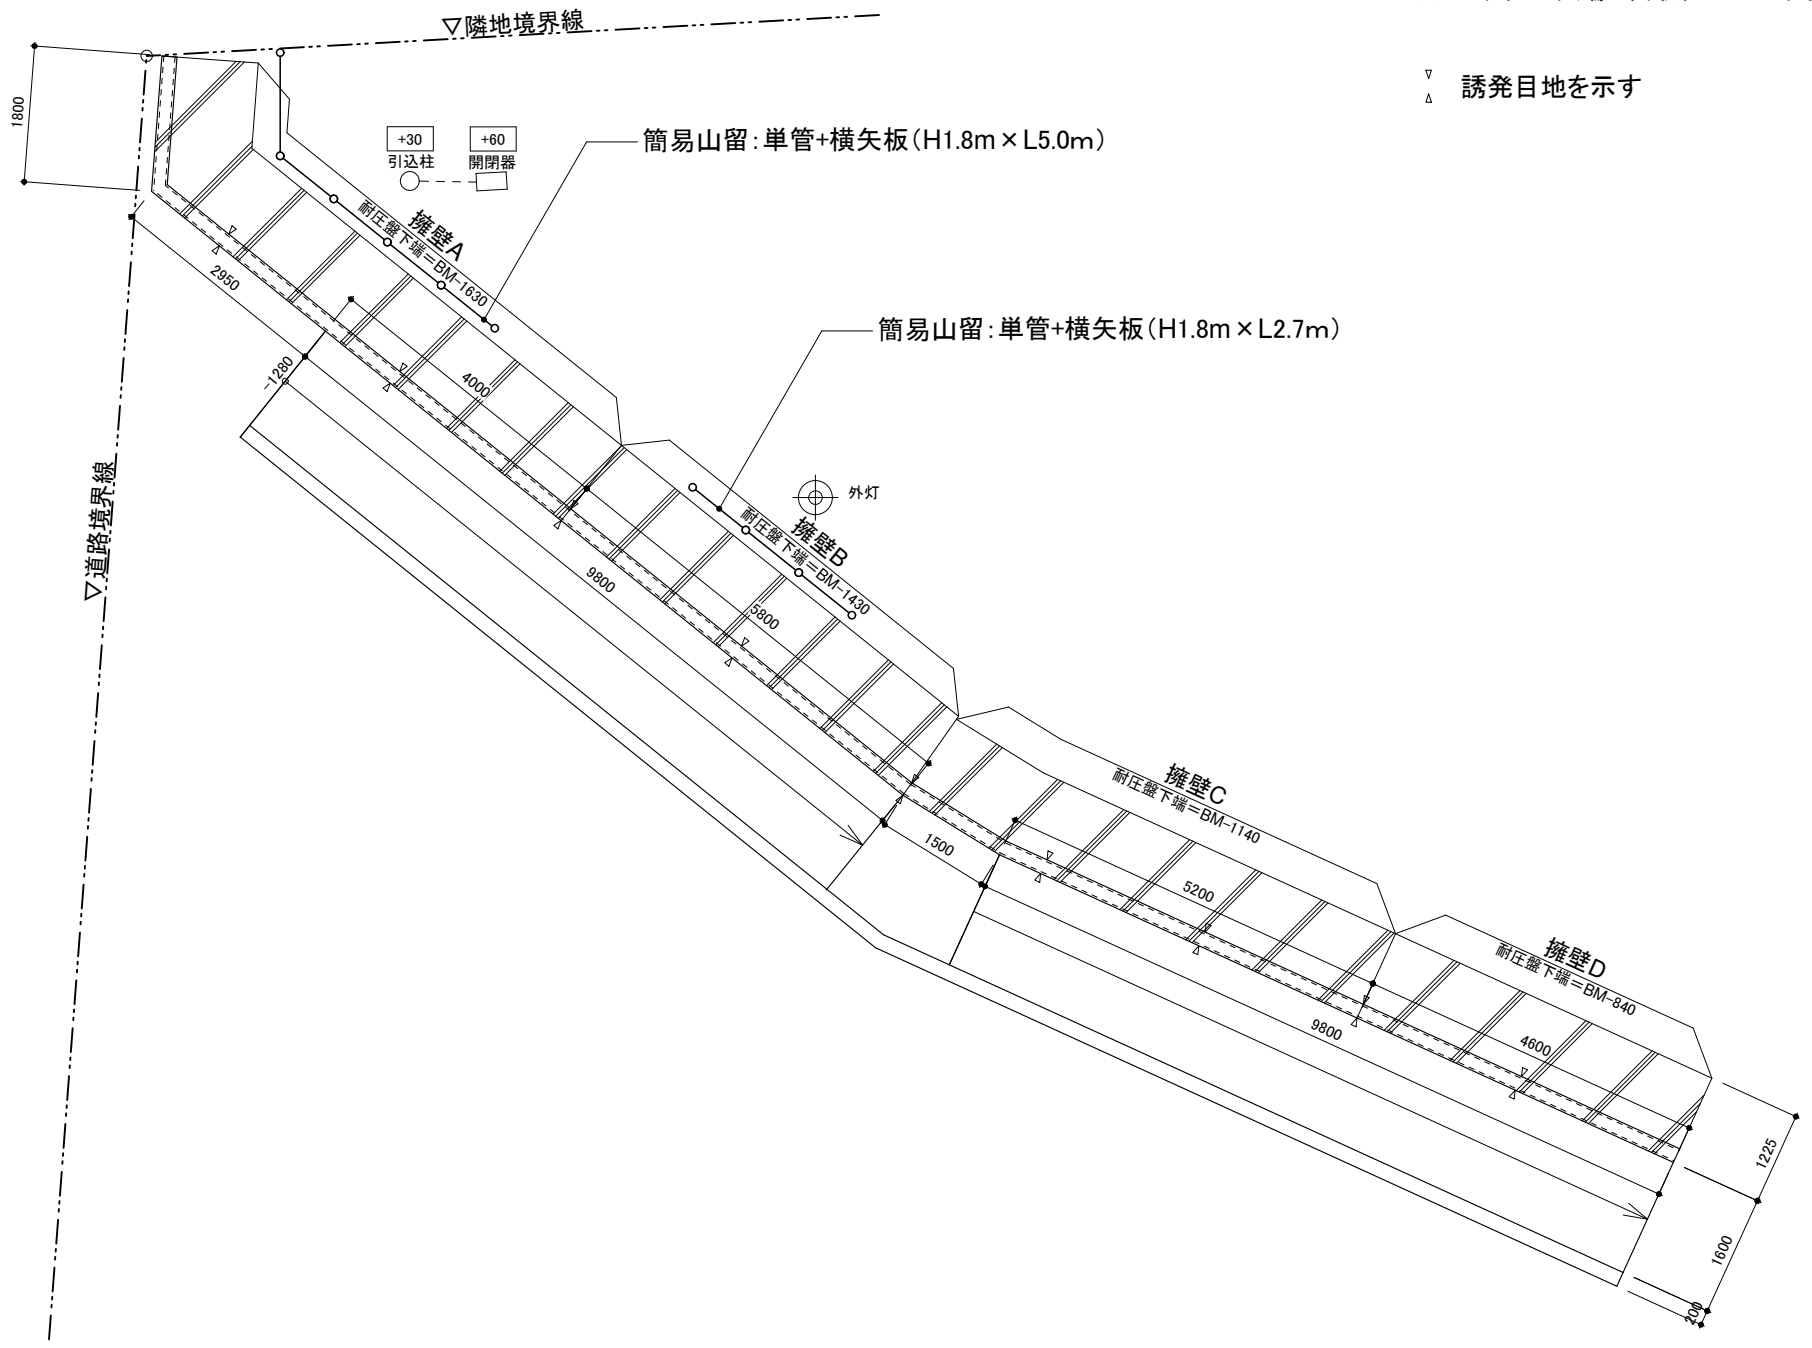 ▽隣地境界線
誘発目地を示す
1800
+30
+60
引込柱
開閉器
簡易山留：単管+横矢板（H1.8m×L5.0m）
擁壁A
耐圧盤下端＝BM-1630
2950
簡易山留：単管+横矢板（H1.8m×L2.7m）
-1280
4000
▽道路境界線
外灯
擁壁B
耐圧盤下端＝BM-1430
9800
5800
擁壁C
耐圧盤下端＝BM-1140
1500
5200
擁壁D
耐圧盤下端＝BM-840
9800
4600
1225
1600
200